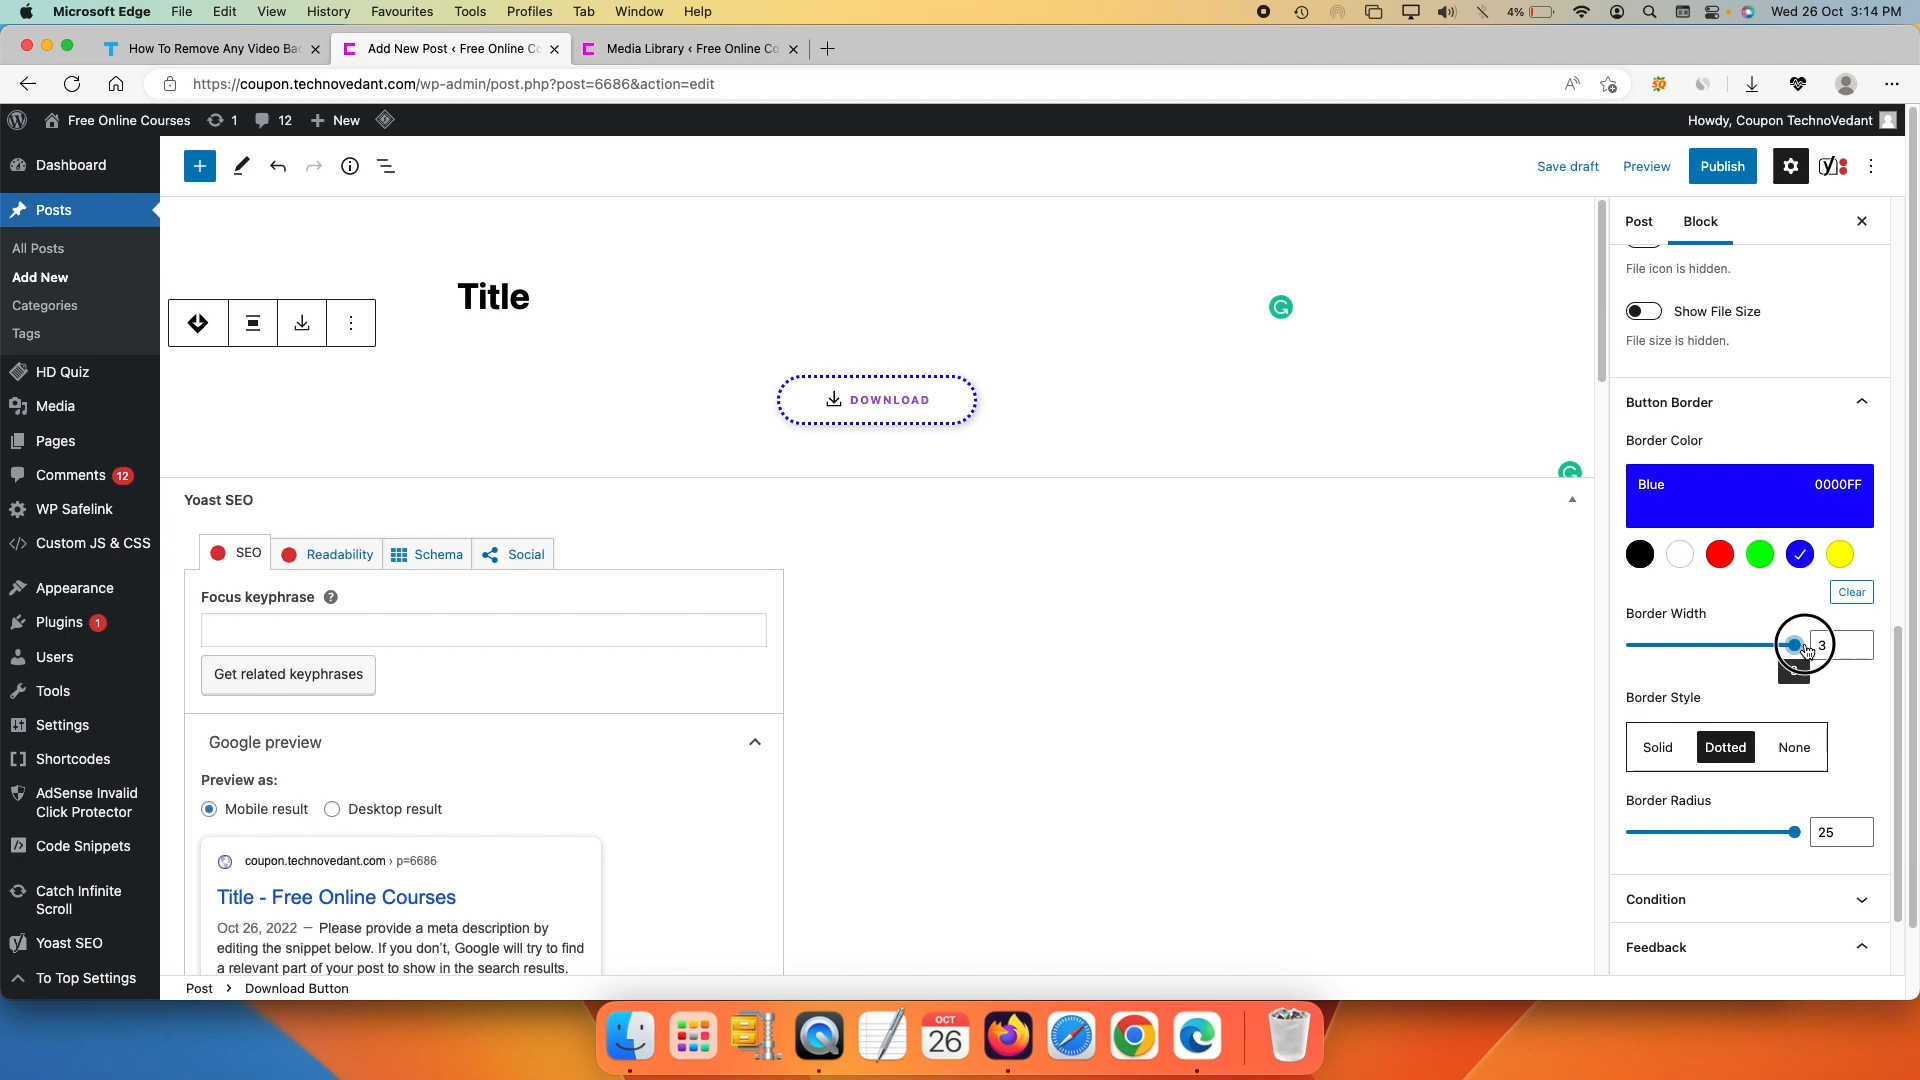 Microsoft Edge File Edit View History Favourites Tools Profiles Tab Window Help 4% Wed 26 Oct 3:14 PM
How To Remove Any Video Bac Add New Post ‹ Free Online Co Media Library ‹ Free Online Co
https://coupon.technovedant.com/wp-admin/post.php?post=6686&action=edit
Free Online Courses 1 12 New Howdy, Coupon TechnoVedant
Dashboard
Posts
All Posts
Add New
Categories
Tags
HD Quiz
Media
Pages
Comments 12
WP Safelink
Custom JS & CSS
Appearance
Plugins 1
Users
Tools
Settings
Shortcodes
AdSense Invalid
Click Protector
Code Snippets
Catch Infinite
Scroll
Yoast SEO
To Top Settings
Save draft Preview Publish
Title
DOWNLOAD
Yoast SEO
SEO Readability Schema Social
Focus keyphrase
Get related keyphrases
Google preview
Preview as:
Mobile result Desktop result
coupon.technovedant.com › p=6686
Title - Free Online Courses
Oct 26, 2022 – Please provide a meta description by
editing the snippet below. If you don't, Google will try to find
a relevant part of your post to show in the search results.
Post › Download Button
Post Block
File icon is hidden.
Show File Size
File size is hidden.
Button Border
Border Color
Blue 0000FF
Clear
Border Width
3
Border Style
Solid Dotted None
Border Radius
25
Condition
Feedback
OCT
26